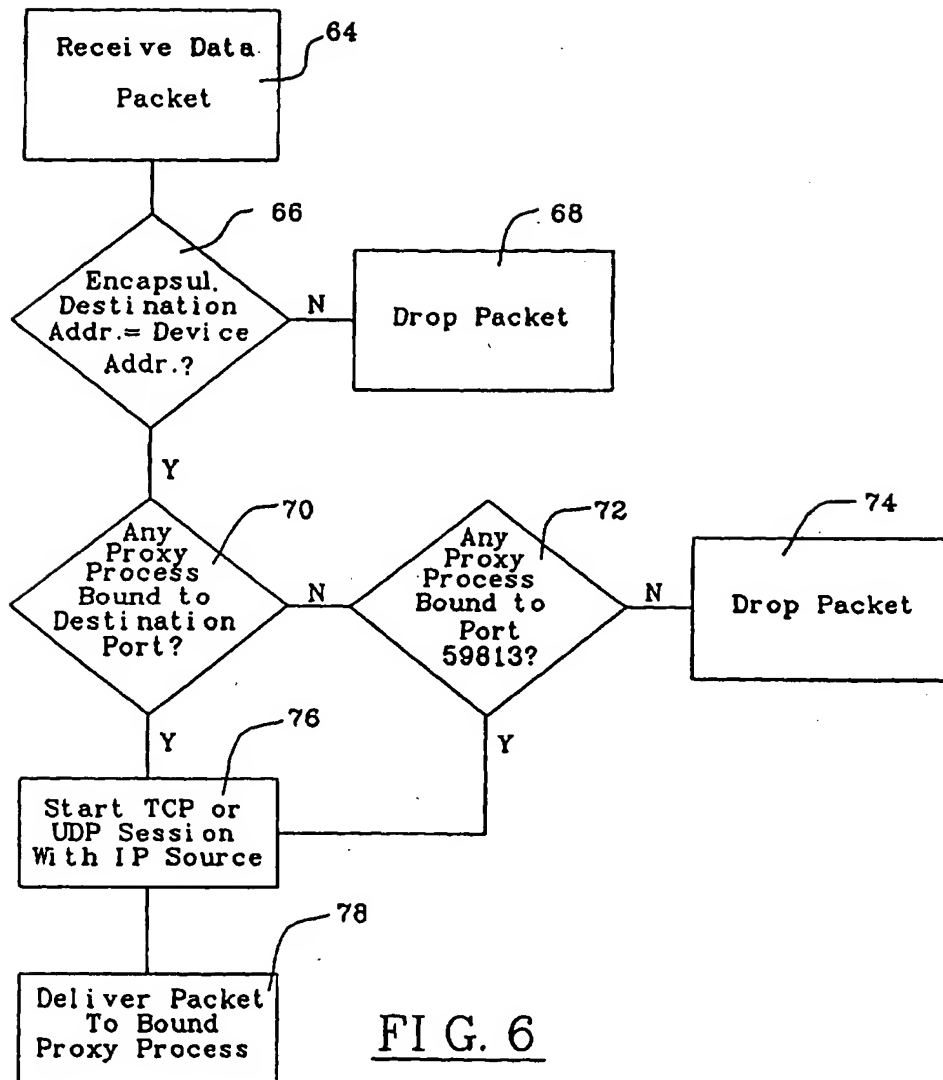 Receive Data
Packet
64
66
Encapsul.
Destination
Addr.= Device
Addr.?
N
68
Drop Packet
Y
70
Any
Proxy
Process
Bound to
Destination
Port?
N
72
Any
Proxy
Process
Bound to
Port
59813?
N
74
Drop Packet
Y
76
Y
Start TCP or
UDP Session
With IP Source
78
Deliver Packet
To Bound
Proxy Process
FIG. 6